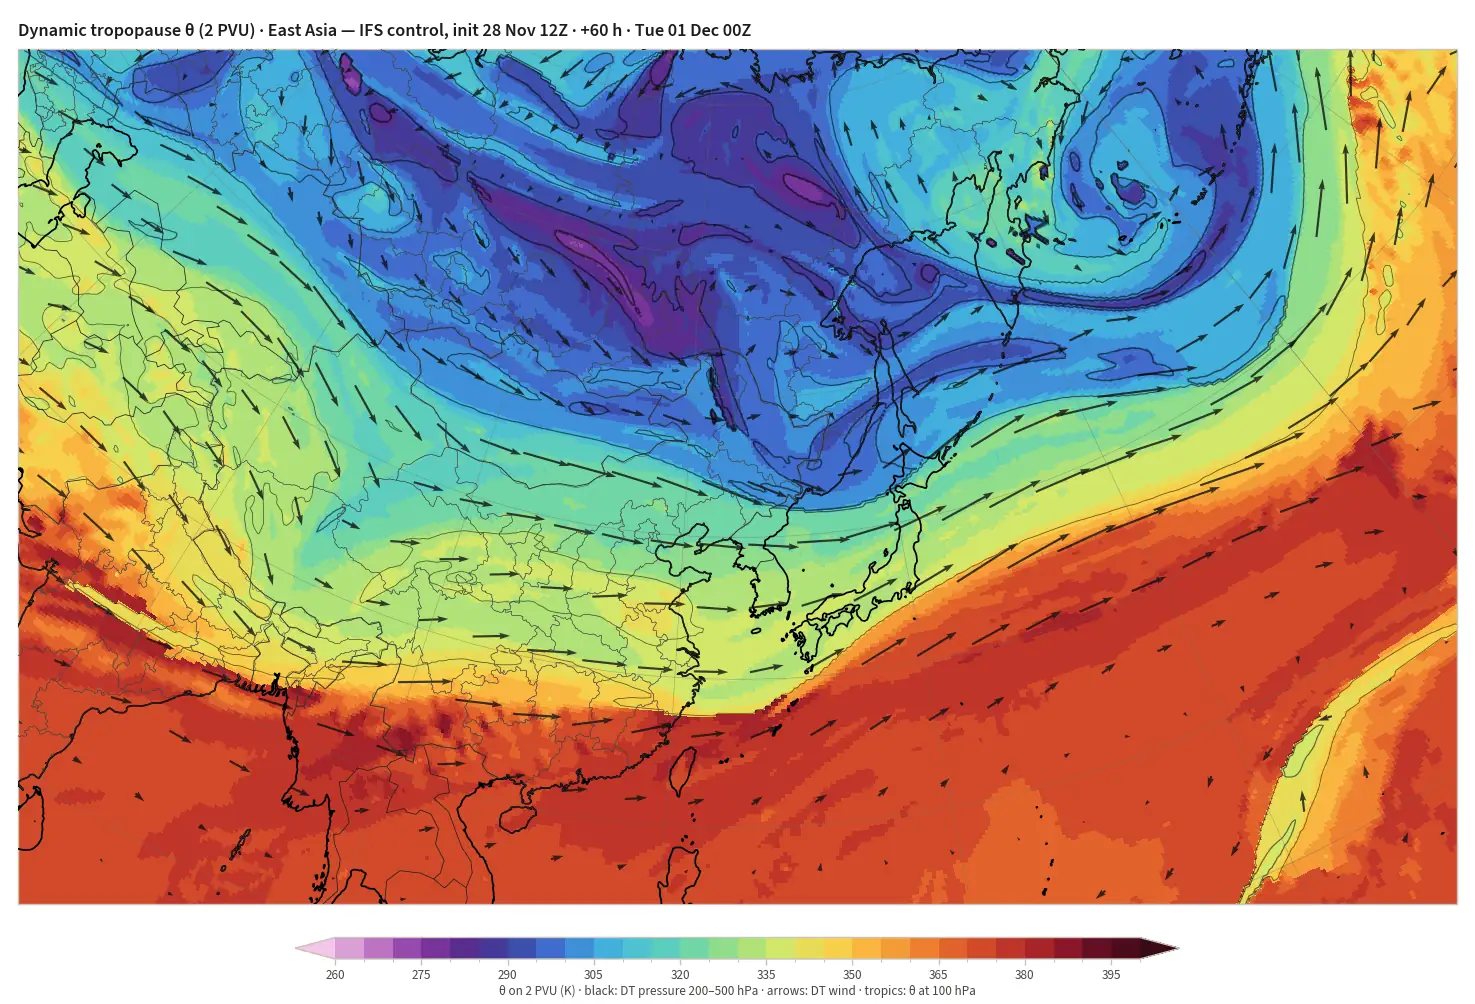 Dynamic tropopause θ (2 PVU) · East Asia — IFS control, init 28 Nov 12Z · +60 h · Tue 01 Dec 00Z
260 275 290 305 320 335 350 365 380 395
θ on 2 PVU (K) · black: DT pressure 200–500 hPa · arrows: DT wind · tropics: θ at 100 hPa